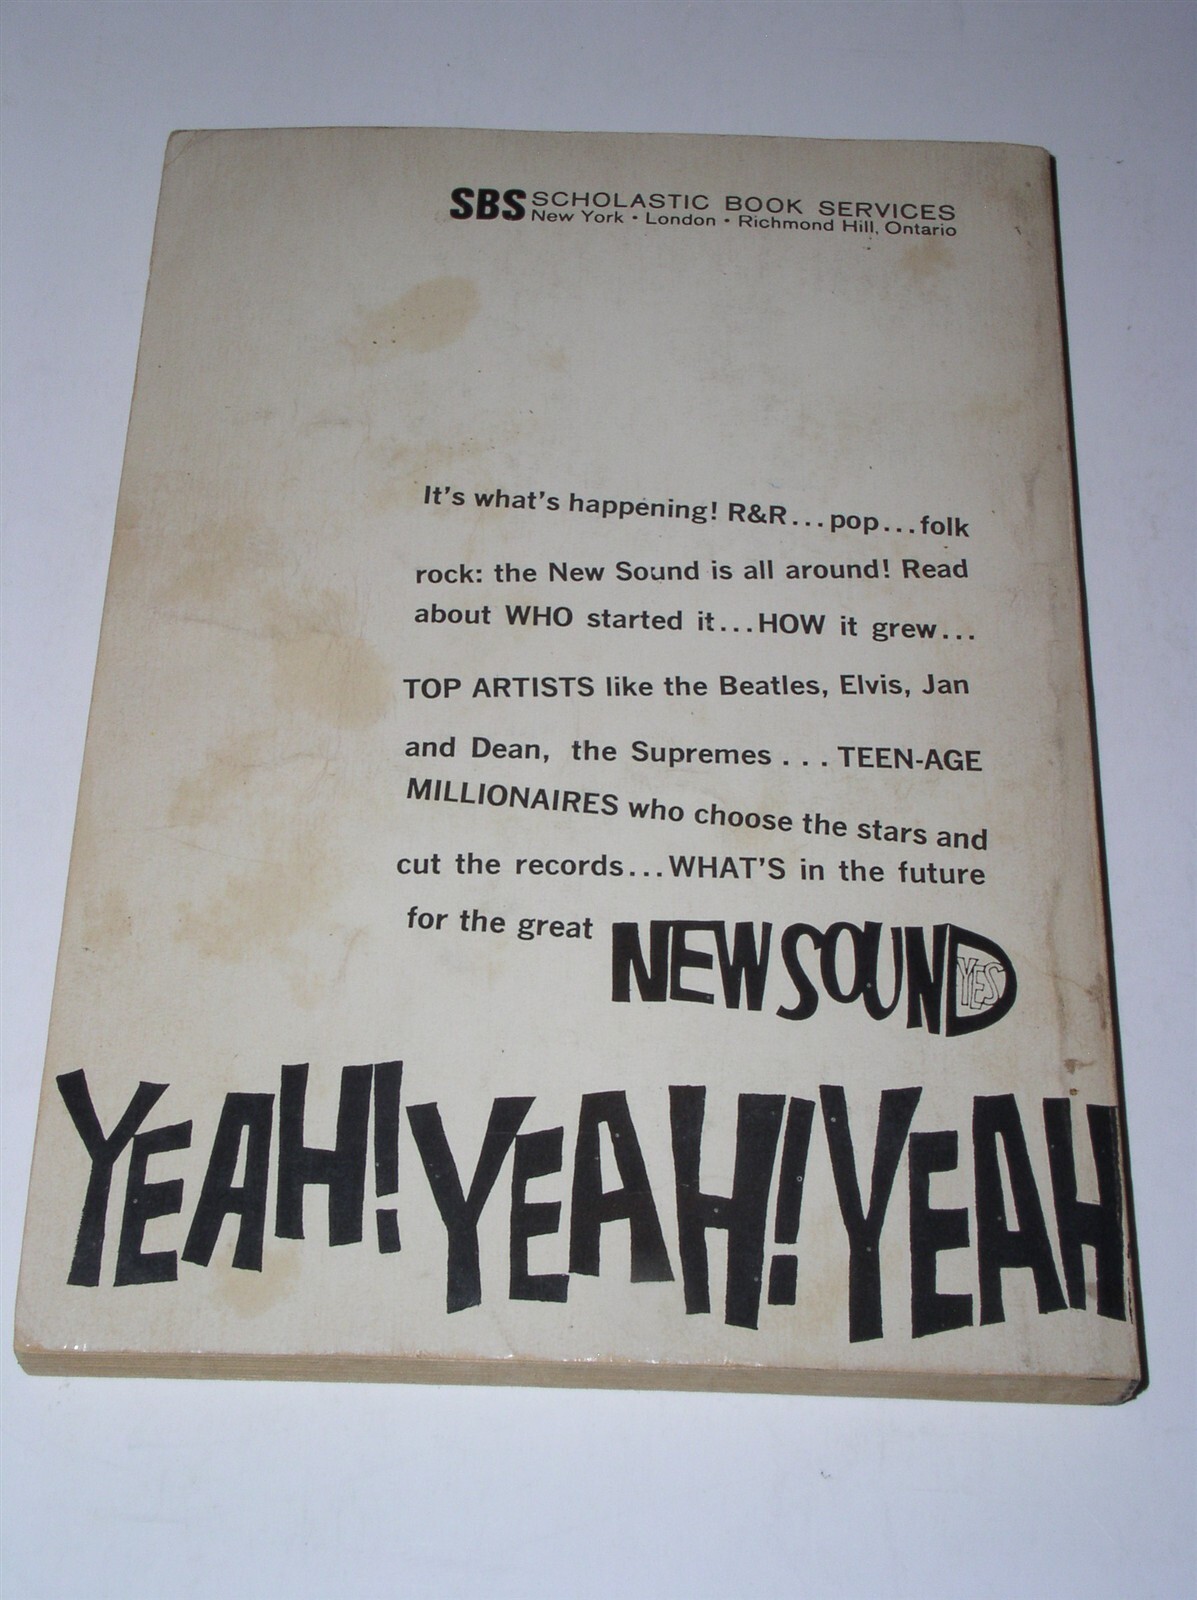 SBS SCHOLASTIC BOOK SERVICES
New York • London • Richmond Hill, Ontario
It's what's happening! R&R...pop...folk
rock: the New Sound is all around! Read
about WHO started it...HOW it grew...
TOP ARTISTS like the Beatles, Elvis, Jan
and Dean, the Supremes . . . TEEN-AGE
MILLIONAIRES who choose the stars and
cut the records...WHAT'S in the future
for the great NEW SOUND YES
YEAH! YEAH! YEAH